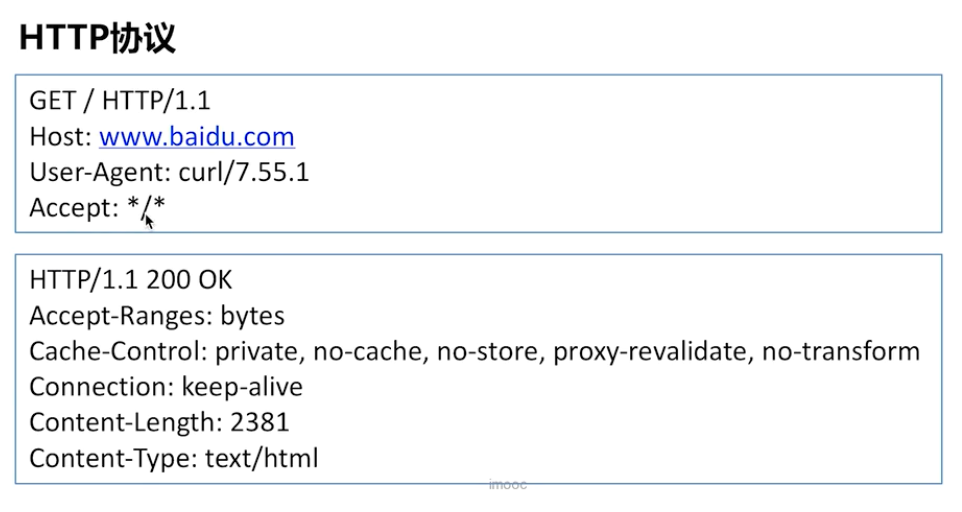 HTTP协议
GET / HTTP/1.1
Host: www.baidu.com
User-Agent: curl/7.55.1
Accept: */*
HTTP/1.1 200 OK
Accept-Ranges: bytes
Cache-Control: private, no-cache, no-store, proxy-revalidate, no-transform
Connection: keep-alive
Content-Length: 2381
Content-Type: text/html
imooc